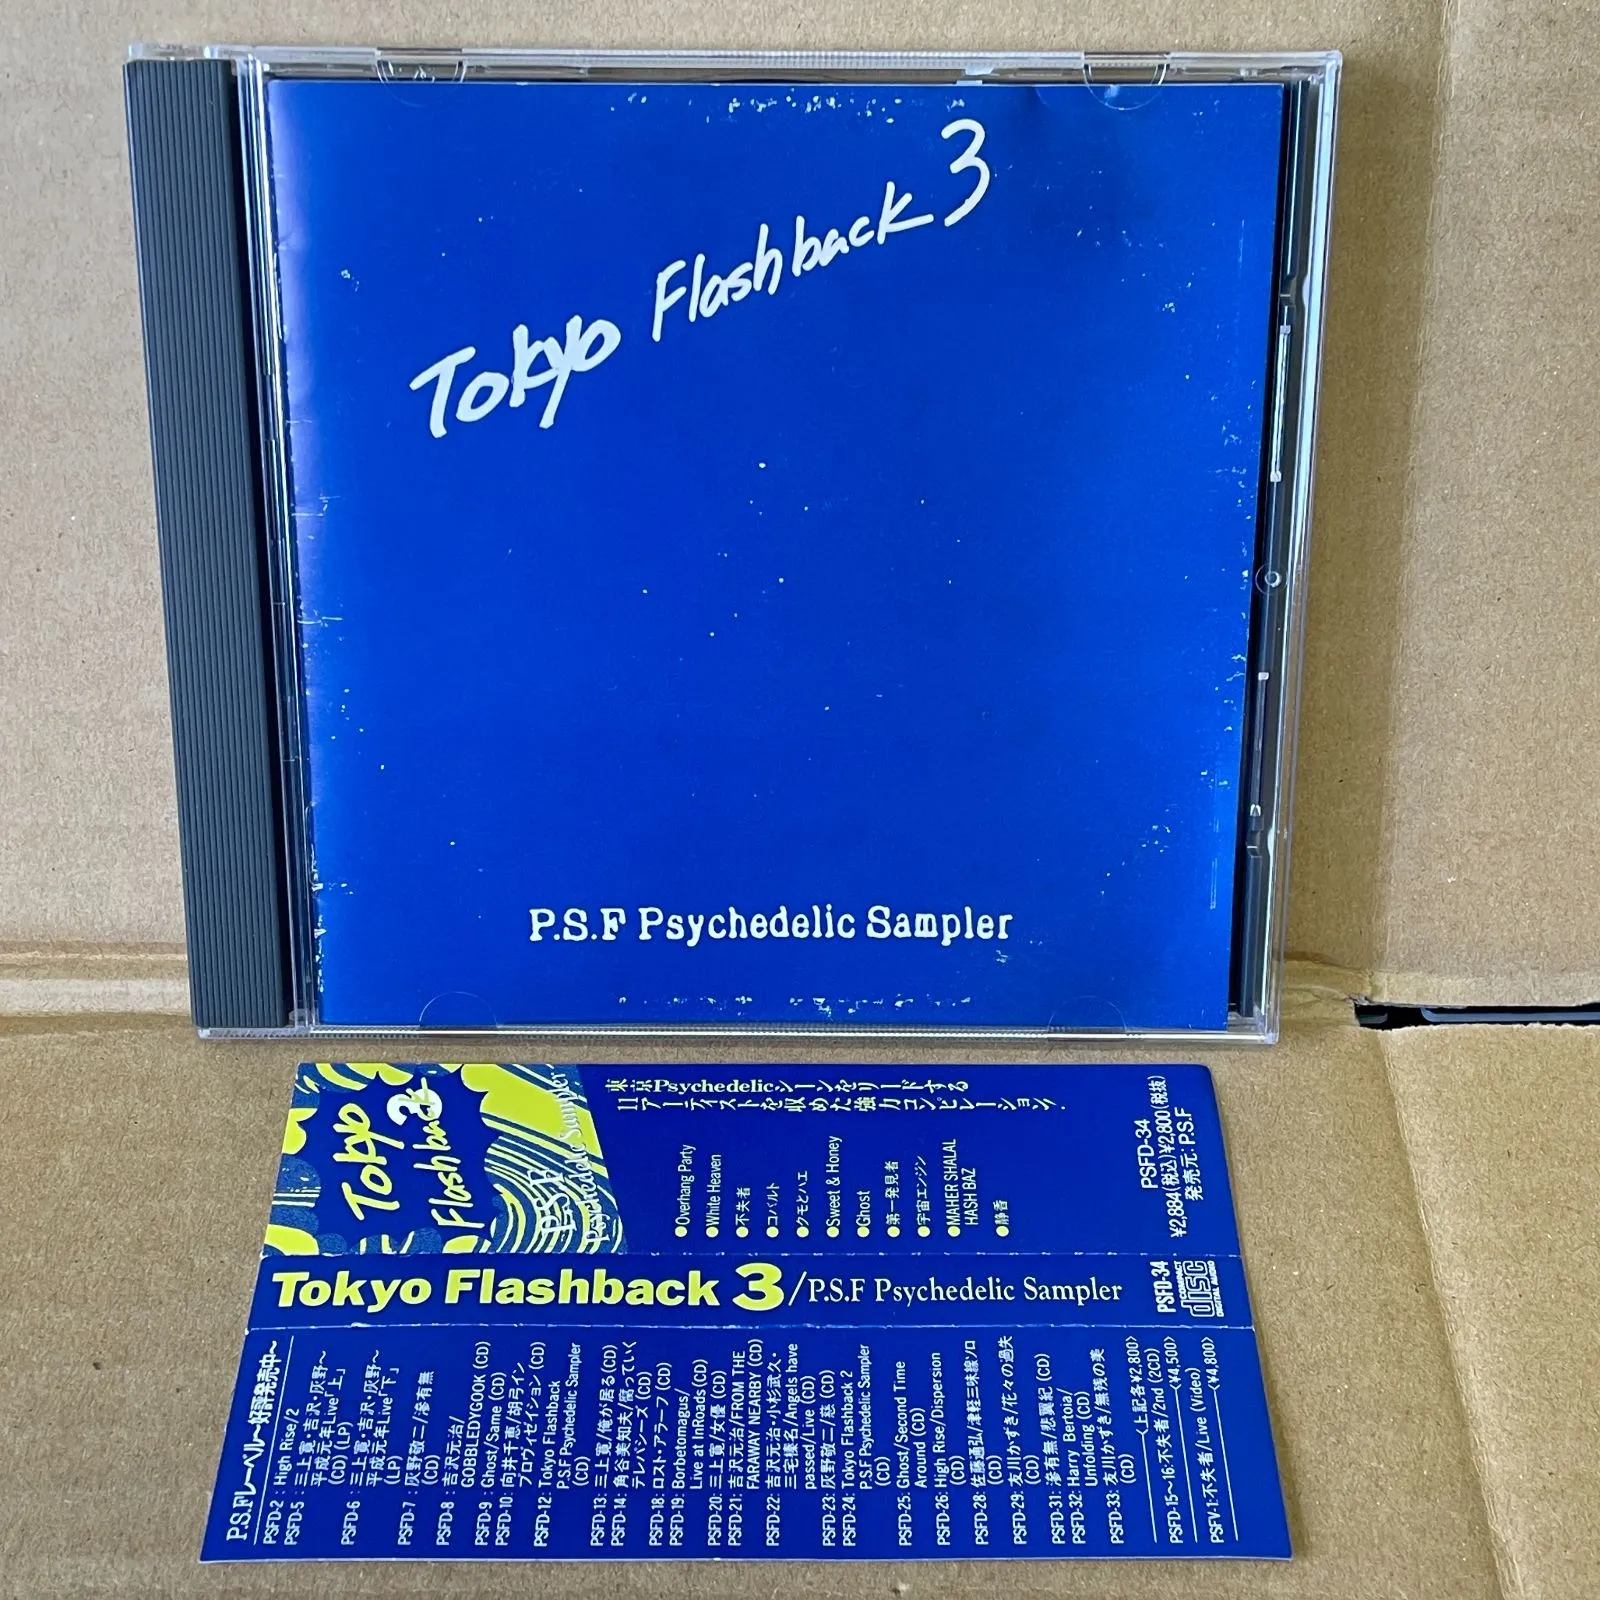 Tokyo Flashback 3
P.S.F Psychedelic Sampler
Tokyo
Flashback
P.S.F
Psychedelic Sampler
東京Psychedelicシーンをリードする
11アーティストを収めた強力コンピレーション!
●Overhang Party
●White Heaven
●不失者
●コバルト
●クモとハエ
●Sweet & Honey
●Ghost
●第一発見者
●宇宙エンジン
●MAHER SHALAL
HASH BAZ
●静香
PSFD-34
¥2,884(税込)¥2,800(税抜)
発売元: P.S.F
Tokyo Flashback 3/P.S.F Psychedelic Sampler
PSFD-34
COMPACT
disc
DIGITAL AUDIO
P.S.Fレーベル〜好評発売中〜
PSFD-2 : High Rise/2
PSFD-5 : 三上寛・吉沢・灰野〜
平成元年Live「上」
(CD) (LP)
PSFD-6 : 三上寛・吉沢・灰野〜
平成元年Live「下」
(LP)
PSFD-7 : 灰野敬二/滲有無
(CD)
PSFD-8 : 吉沢元治/
GOBBLEDYGOOK (CD)
PSFD-9 : Ghost/Same (CD)
PSFD-10: 向井千恵/胡弓イン
プロヴィゼイション (CD)
PSFD-12: Tokyo Flashback
P.S.F Psychedelic Sampler
(CD)
PSFD-13: 三上寛/俺が居る (CD)
PSFD-14: 角谷美知夫/腐っていく
テレパシーズ (CD)
PSFD-18: ロスト・アラーフ (CD)
PSFD-19: Borbetomagus/
Live at InRoads (CD)
PSFD-20: 三上寛/女優 (CD)
PSFD-21: 吉沢元治/FROM THE
FARAWAY NEARBY (CD)
PSFD-22: 吉沢元治・小杉武久・
三宅榛名/Angels have
passed/Live (CD)
PSFD-23: 灰野敬二/慈 (CD)
PSFD-24: Tokyo Flashback 2
P.S.F Psychedelic Sampler
(CD)
PSFD-25: Ghost/Second Time
Around (CD)
PSFD-26: High Rise/Dispersion
(CD)
PSFD-28: 佐藤通弘/津軽三味線ソロ
(CD)
PSFD-29: 友川かずき/花々の過失
(CD)
PSFD-31: 滲有無/悲翼紀 (CD)
PSFD-32: Harry Bertoia/
Unfolding (CD)
PSFD-33: 友川かずき/無残の美
(CD)
〈上記各¥2,800〉
PSFD-15〜16: 不失者/2nd (2CD)
〈¥4,500〉
PSFV-1: 不失者/Live (Video)
〈¥4,800〉